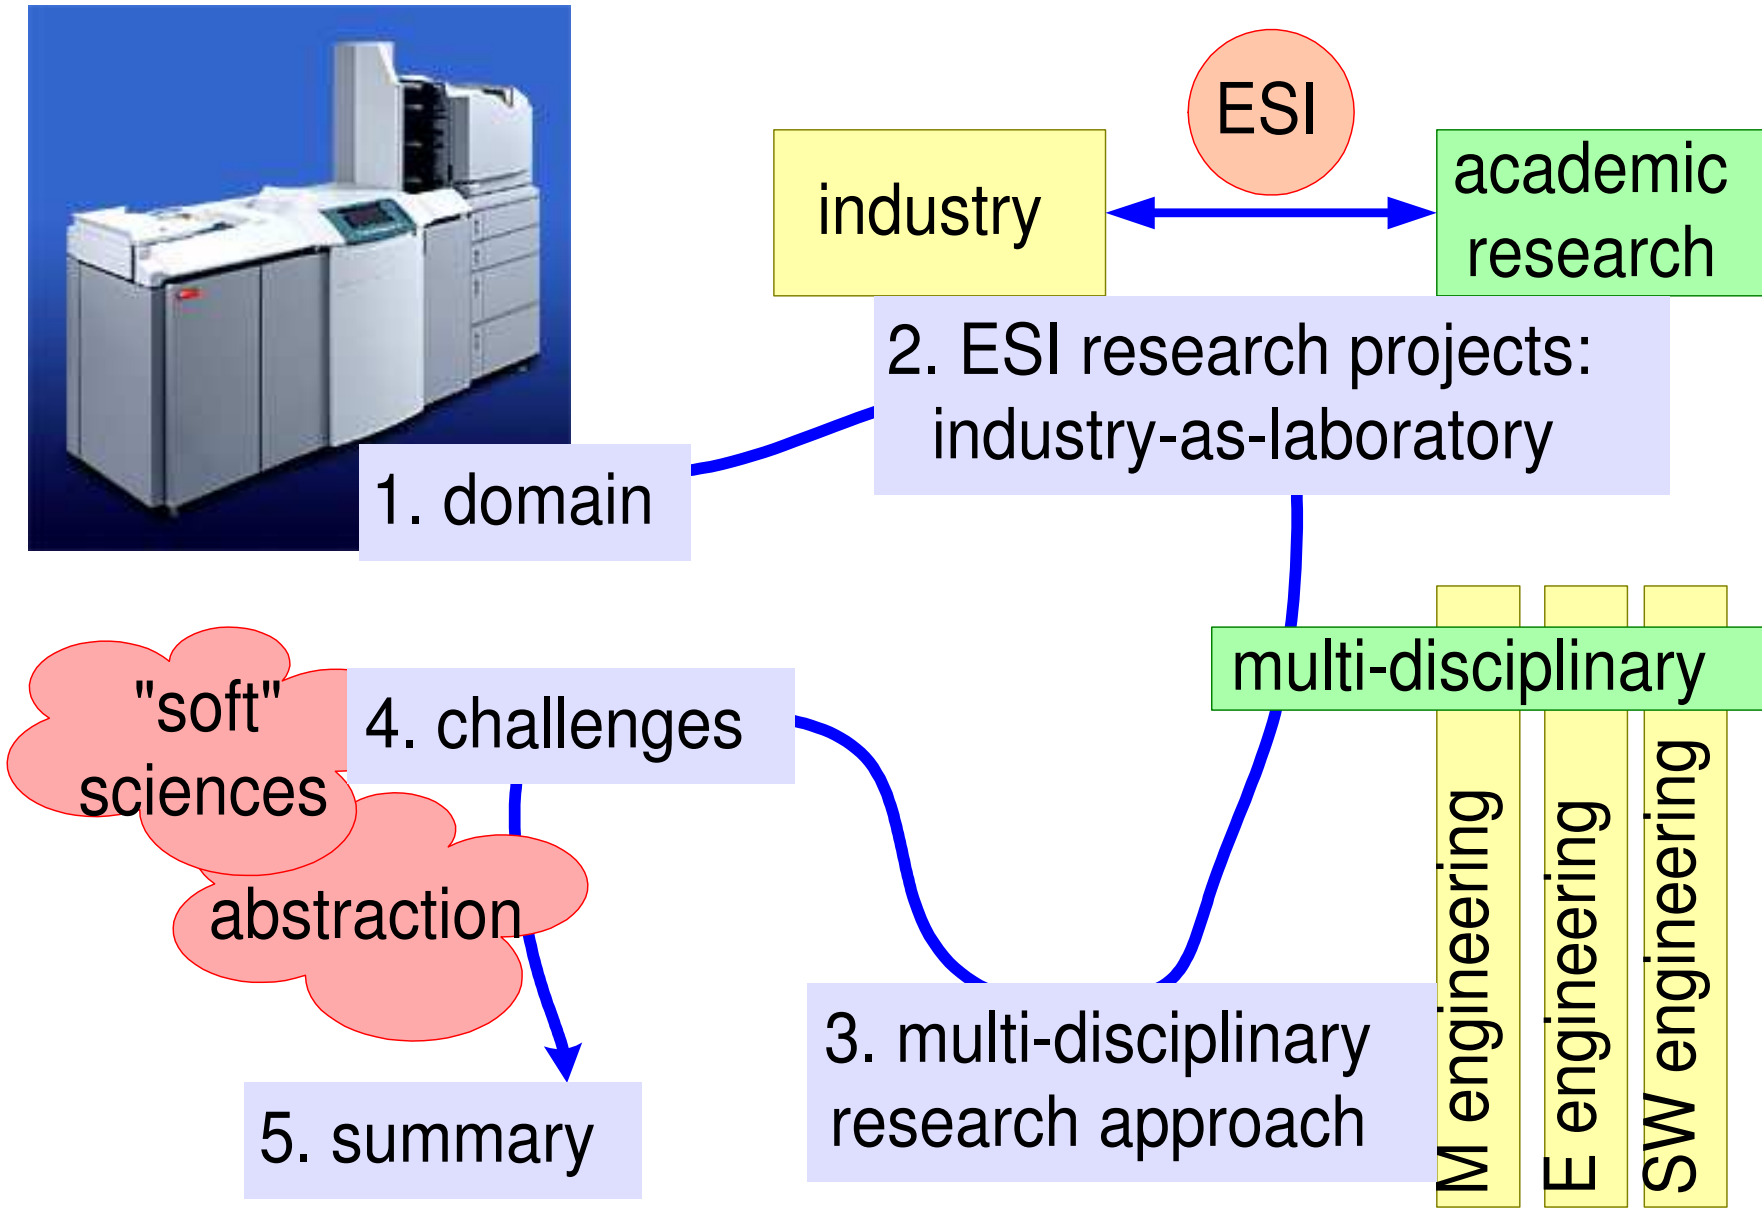 ESI
industry
academic
research
2. ESI research projects:
industry-as-laboratory
1. domain
multi-disciplinary
"soft"
sciences
4. challenges
abstraction
3. multi-disciplinary
research approach
M engineering
E engineering
SW engineering
5. summary